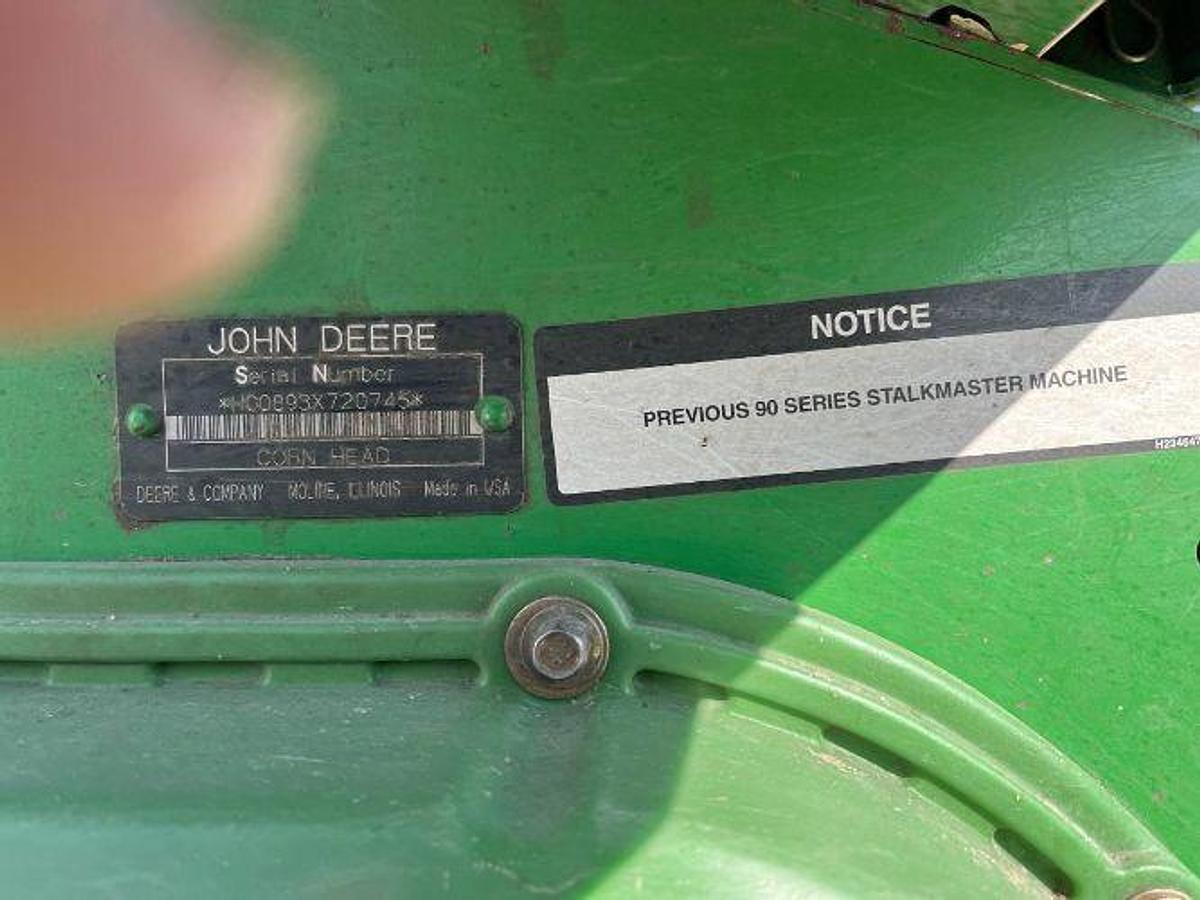 JOHN DEERE
Serial Number
*H00893X720745*
CORN HEAD
DEERE & COMPANY MOLINE, ILLINOIS Made in USA
NOTICE
PREVIOUS 90 SERIES STALKMASTER MACHINE